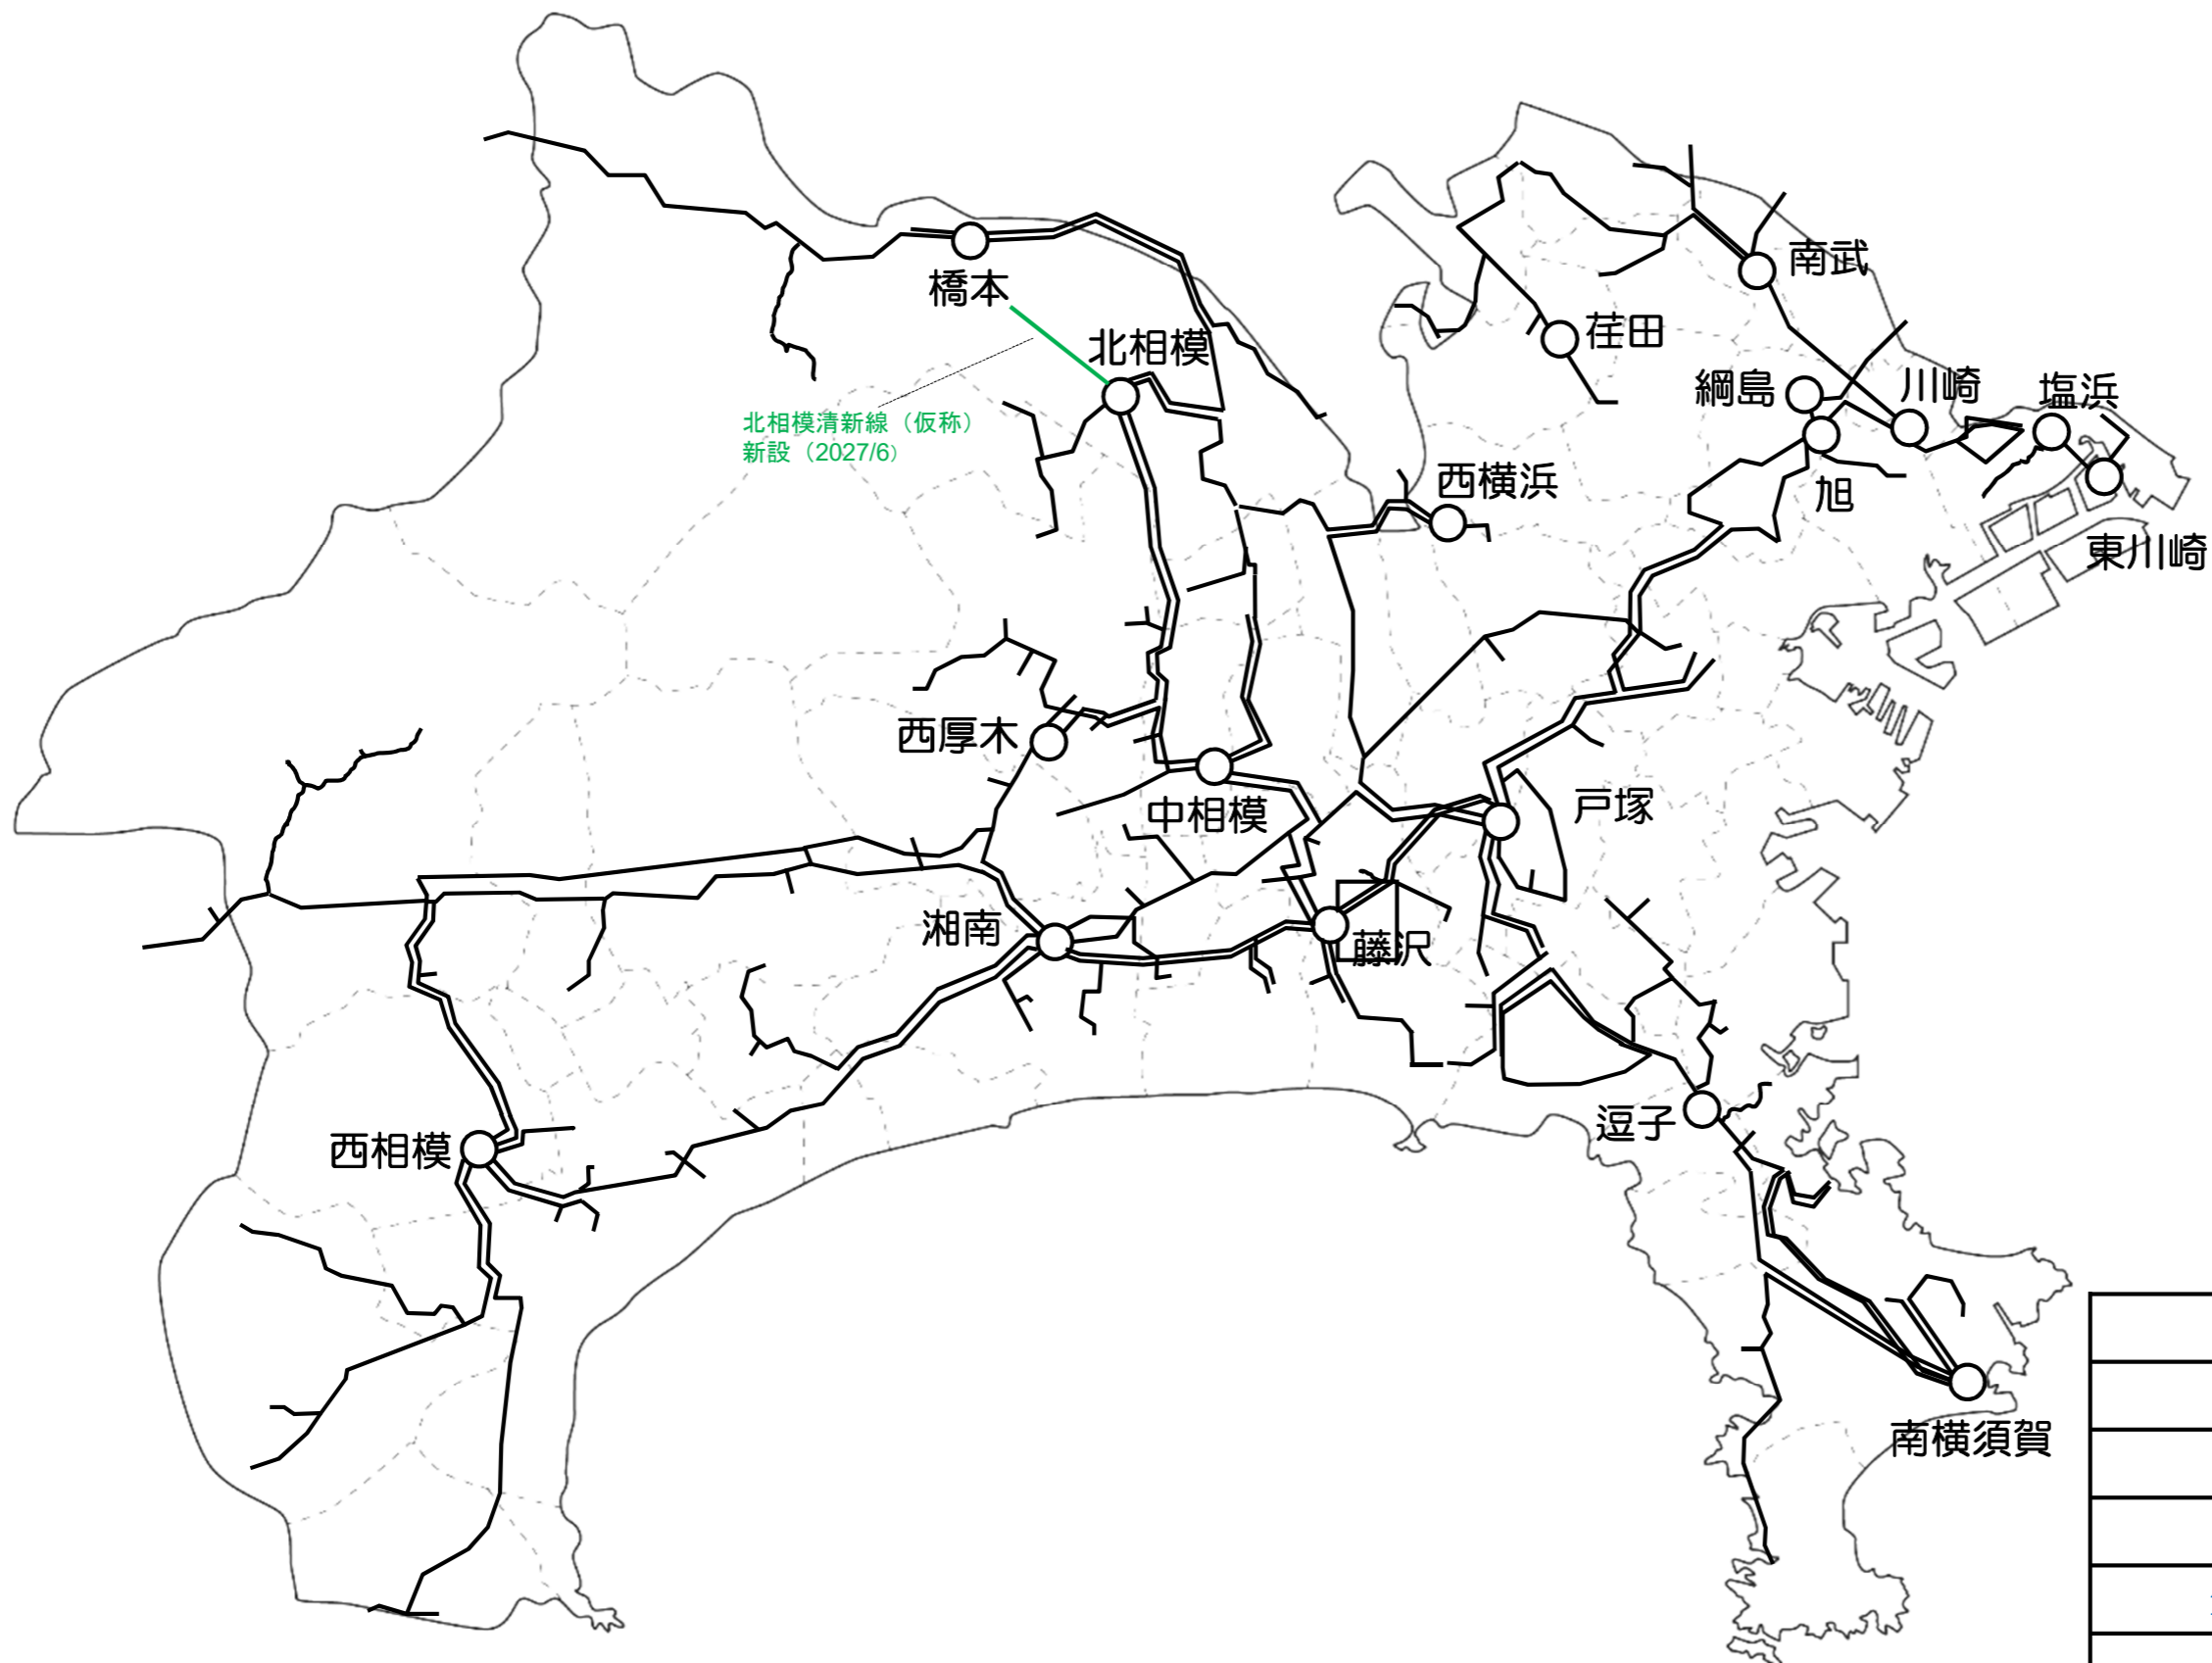 南武
橋本
荏田
北相模
綱島
川崎
塩浜
北相模清新線（仮称）
新設（2027/6）
西横浜
旭
東川崎
西厚木
中相模
戸塚
湘南
藤沢
逗子
西相模
南横須賀